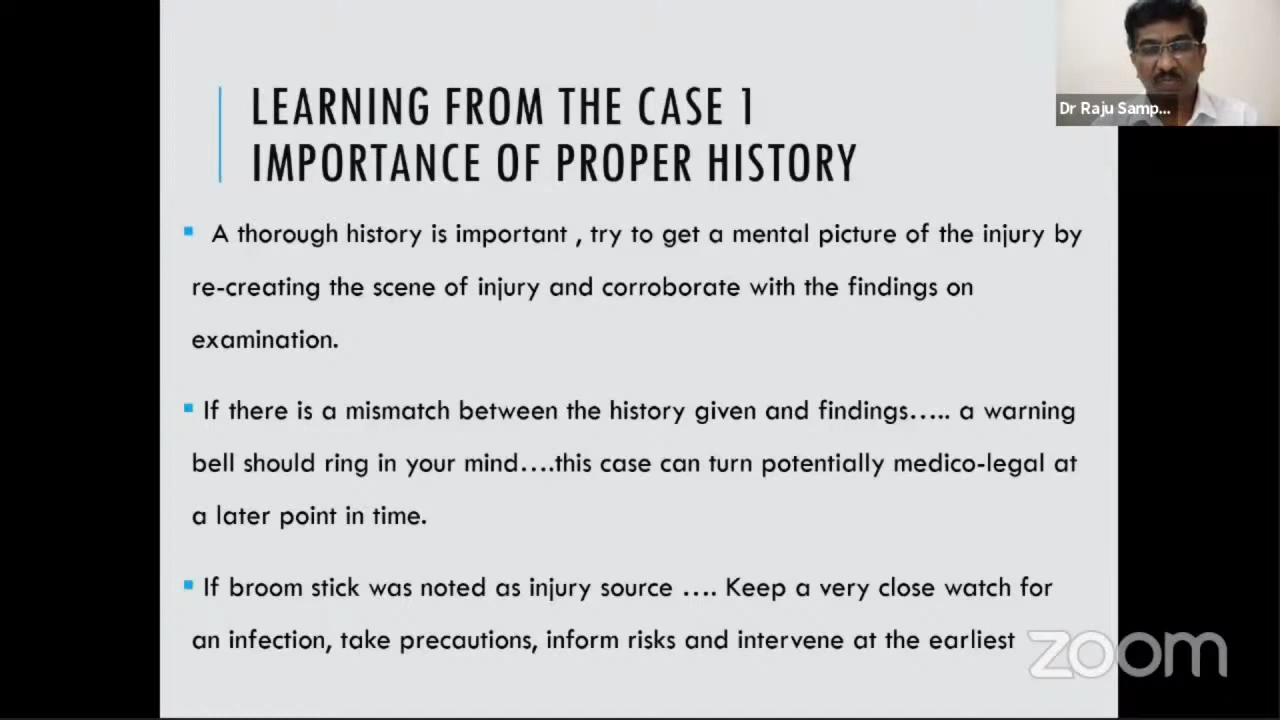 LEARNING FROM THE CASE 1
IMPORTANCE OF PROPER HISTORY
Dr Raju Samp...
A thorough history is important , try to get a mental picture of the injury by
re-creating the scene of injury and corroborate with the findings on
examination.
If there is a mismatch between the history given and findings….. a warning
bell should ring in your mind….this case can turn potentially medico-legal at
a later point in time.
If broom stick was noted as injury source …. Keep a very close watch for
an infection, take precautions, inform risks and intervene at the earliest
zoom